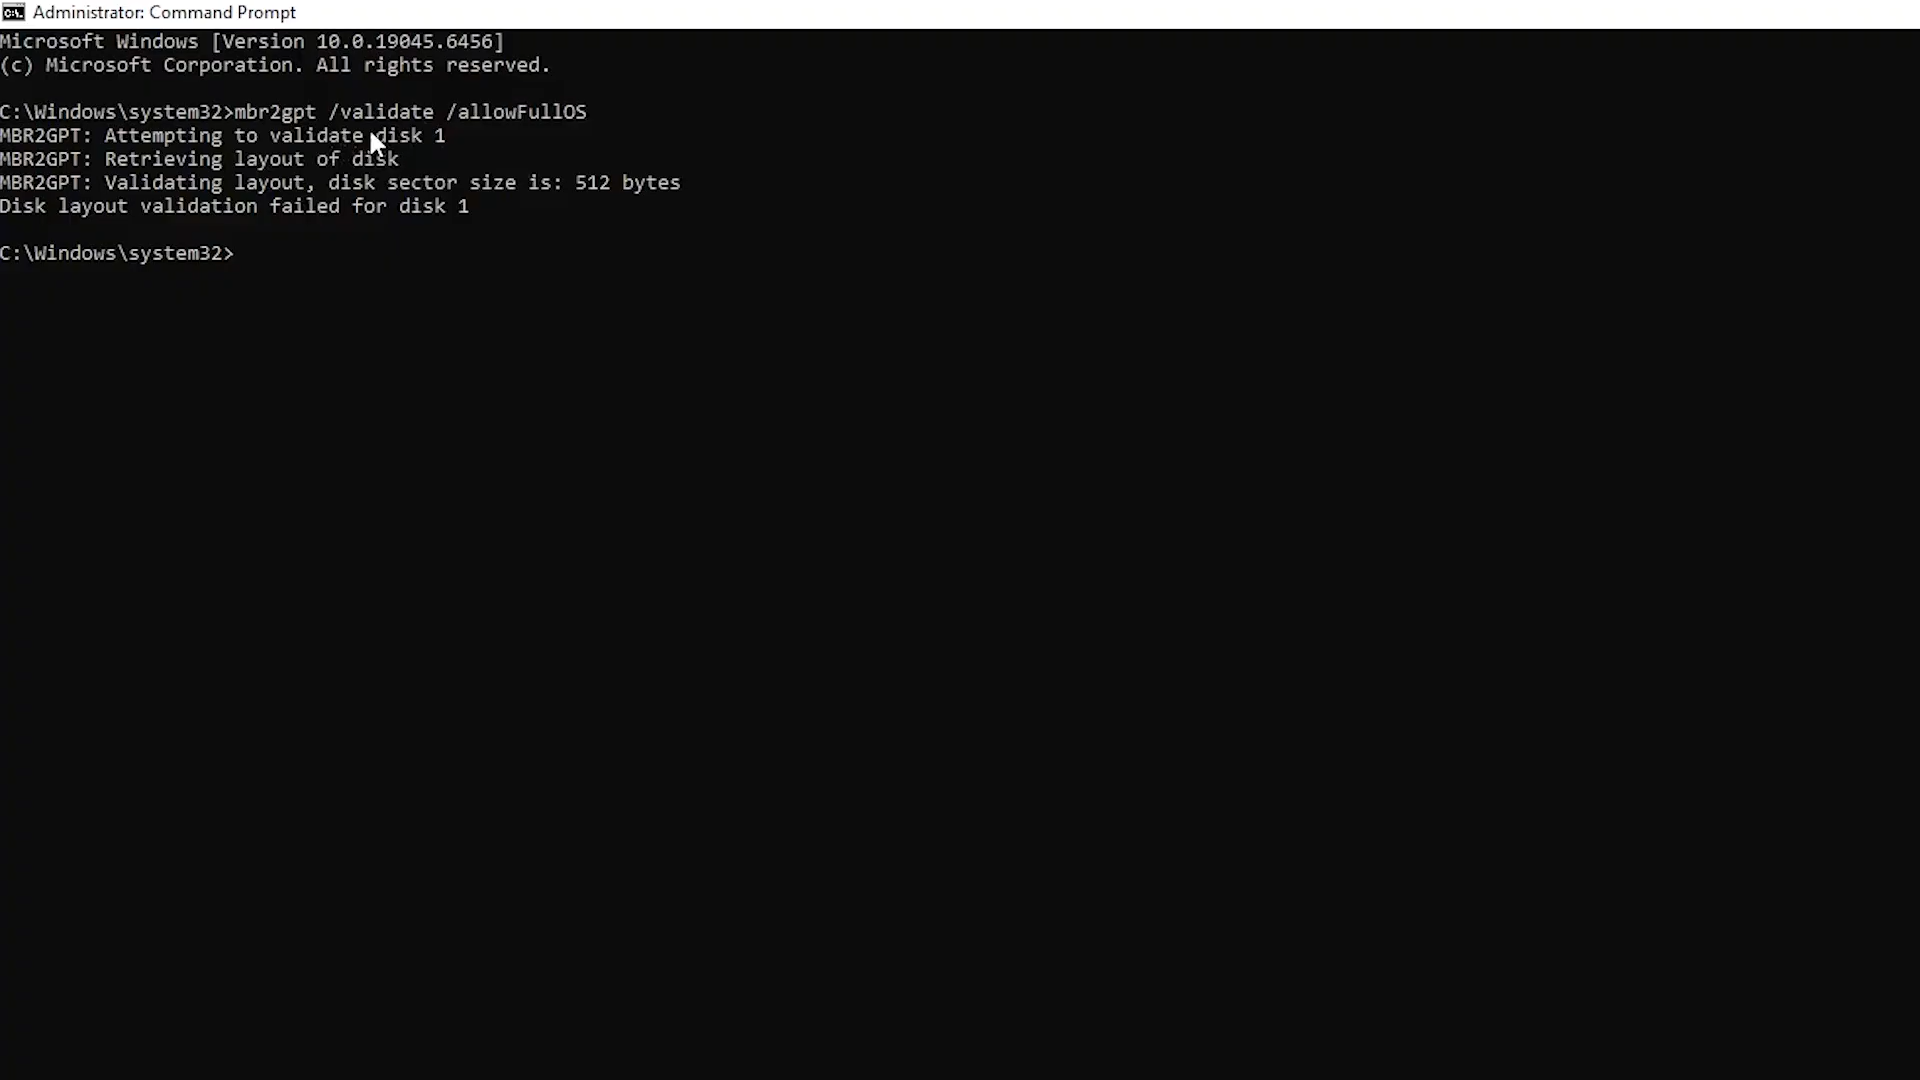 Administrator: Command Prompt
Microsoft Windows [Version 10.0.19045.6456]
(c) Microsoft Corporation. All rights reserved.
C:\Windows\system32>mbr2gpt /validate /allowFullOS
MBR2GPT: Attempting to validate disk 1
MBR2GPT: Retrieving layout of disk
MBR2GPT: Validating layout, disk sector size is: 512 bytes
Disk layout validation failed for disk 1
C:\Windows\system32>